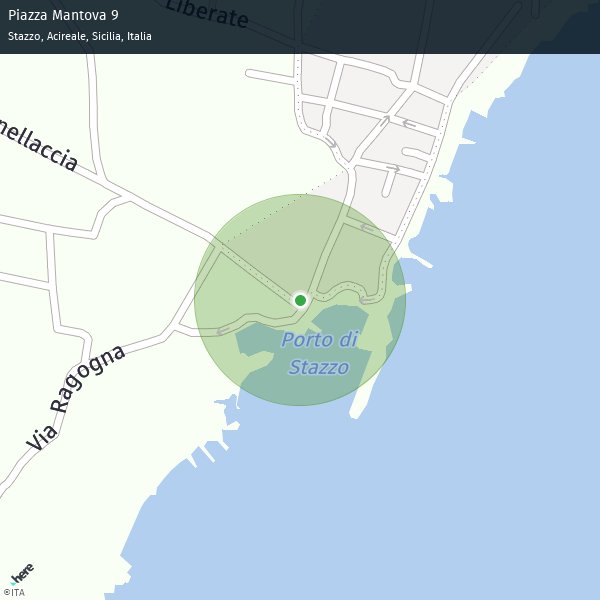 Piazza Mantova 9
Stazzo, Acireale, Sicilia, Italia
Liberate
nellaccia
Porto di
Stazzo
Via Ragogna
here
©ITA